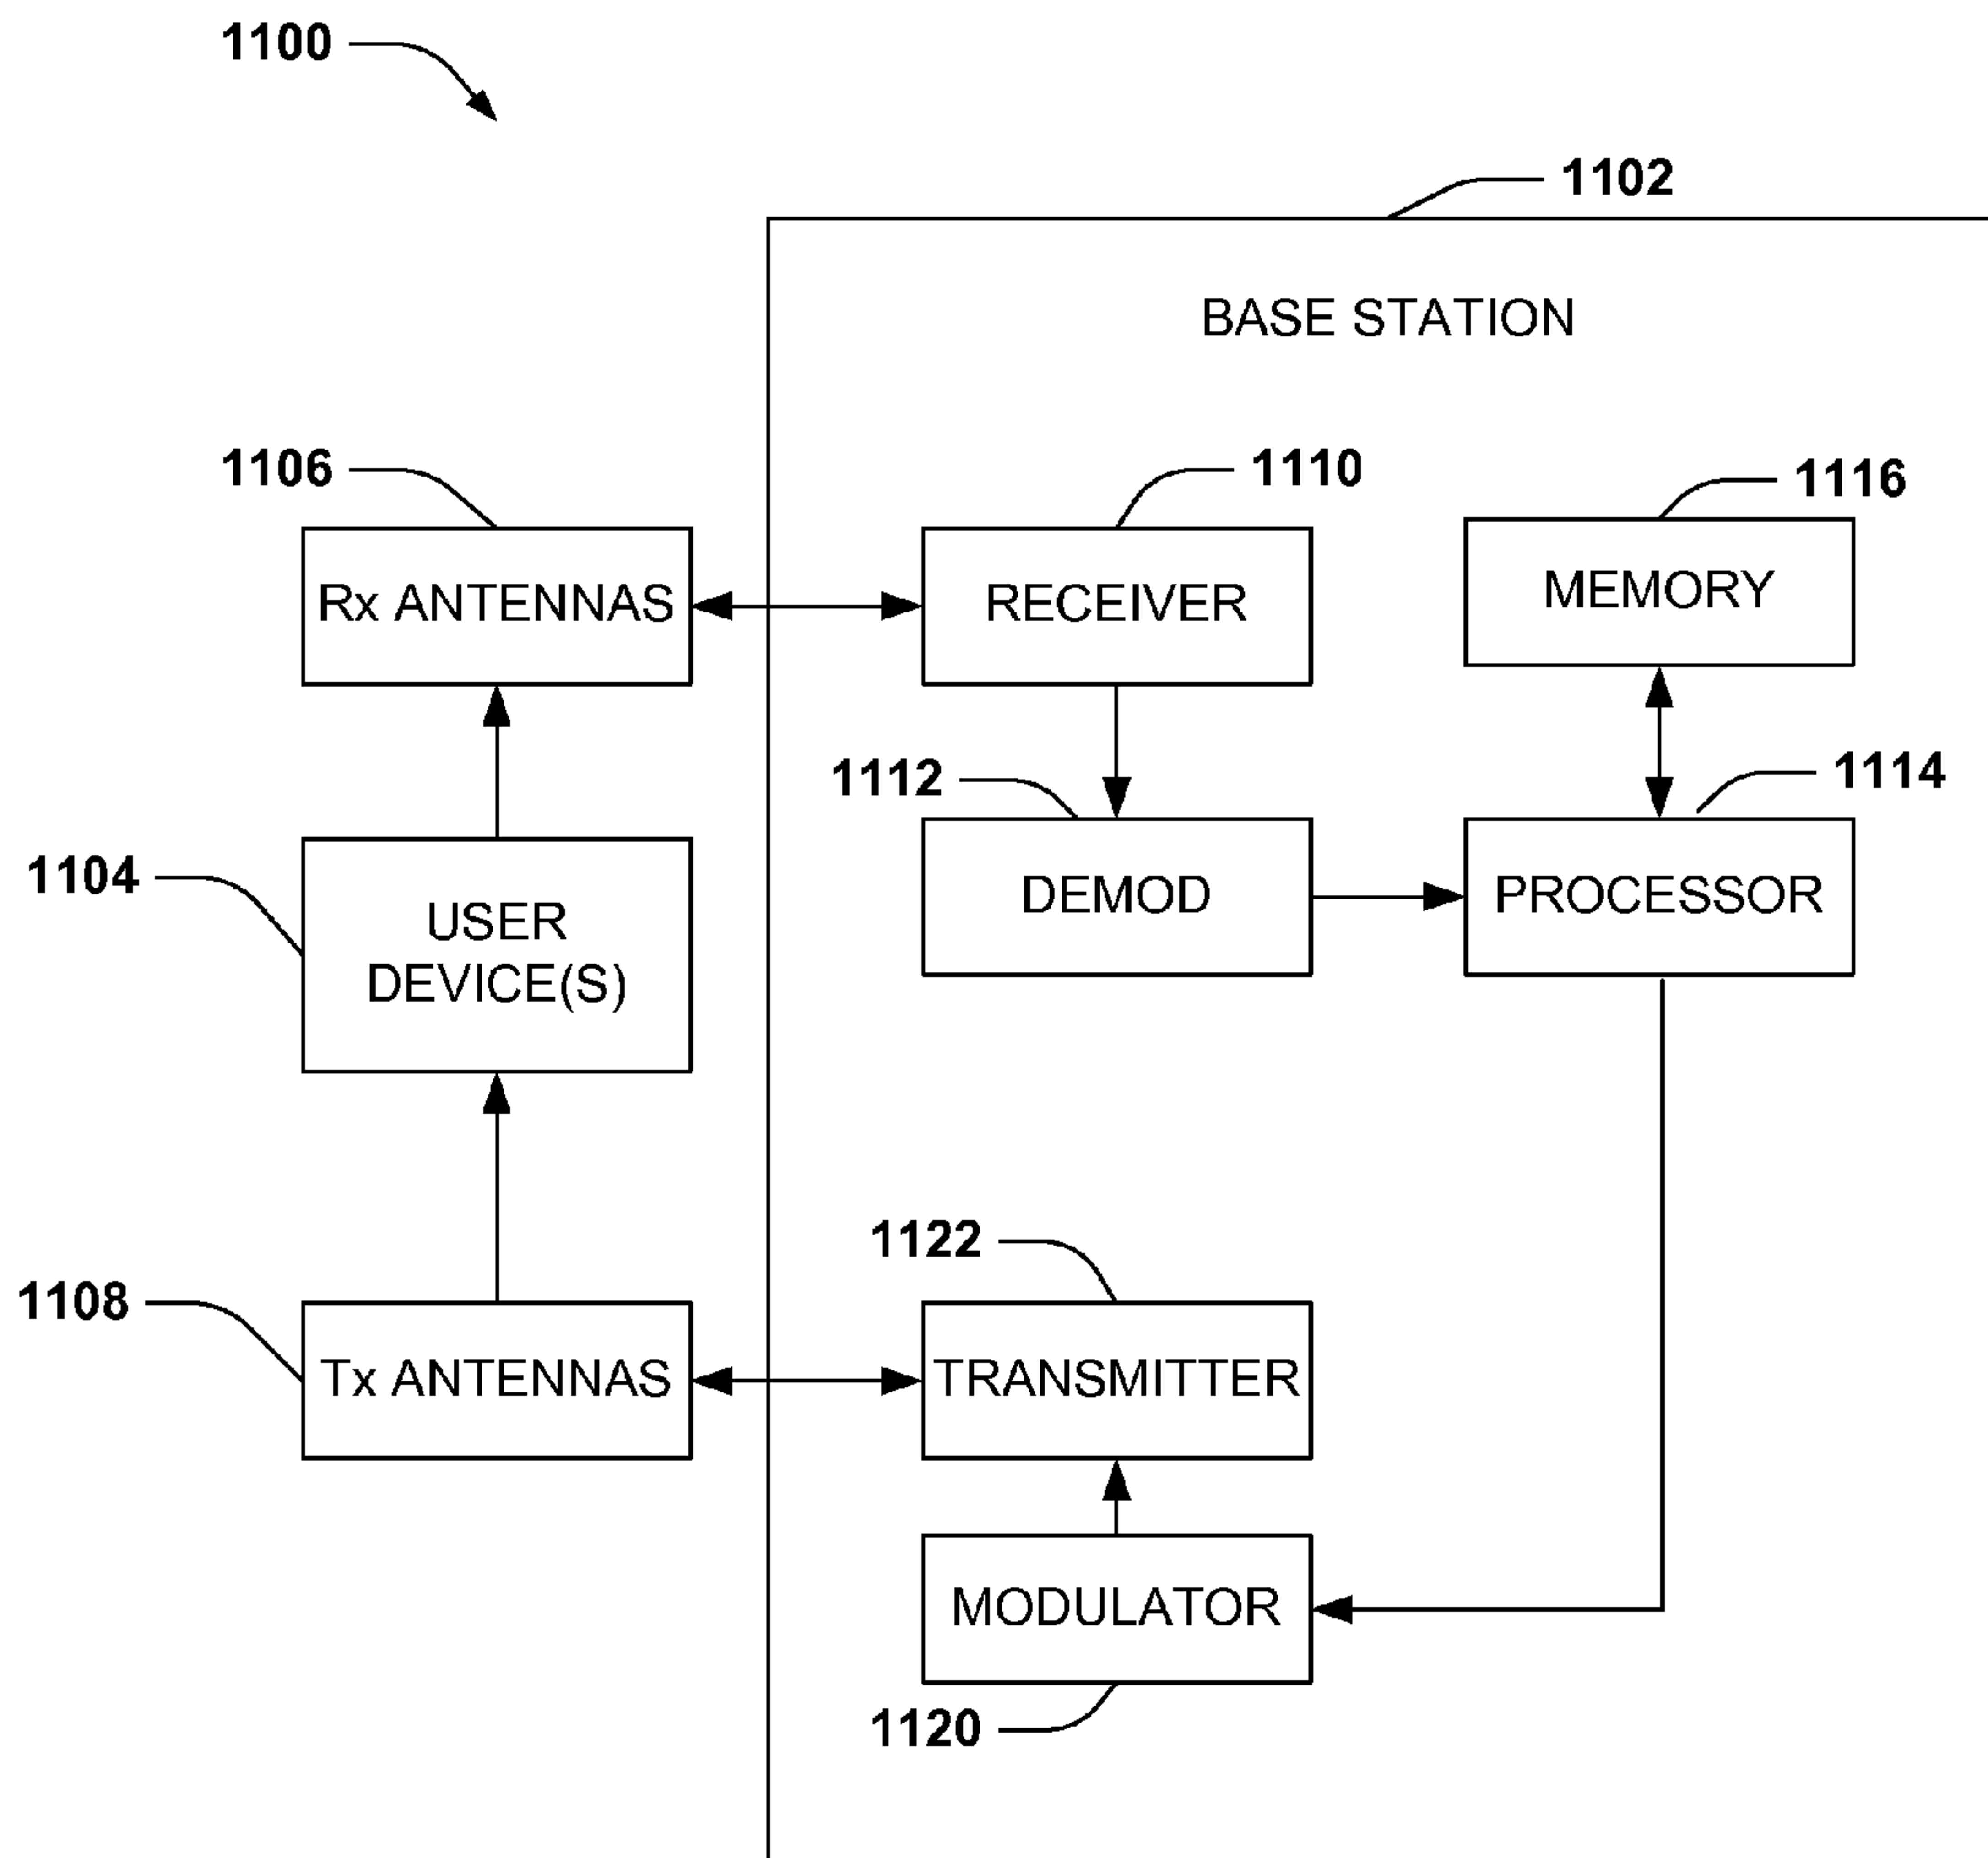 1100
1102
BASE STATION
1106
1110
1116
Rx ANTENNAS
RECEIVER
MEMORY
1112
1114
1104
USER
DEVICE(S)
DEMOD
PROCESSOR
1122
1108
Tx ANTENNAS
TRANSMITTER
MODULATOR
1120